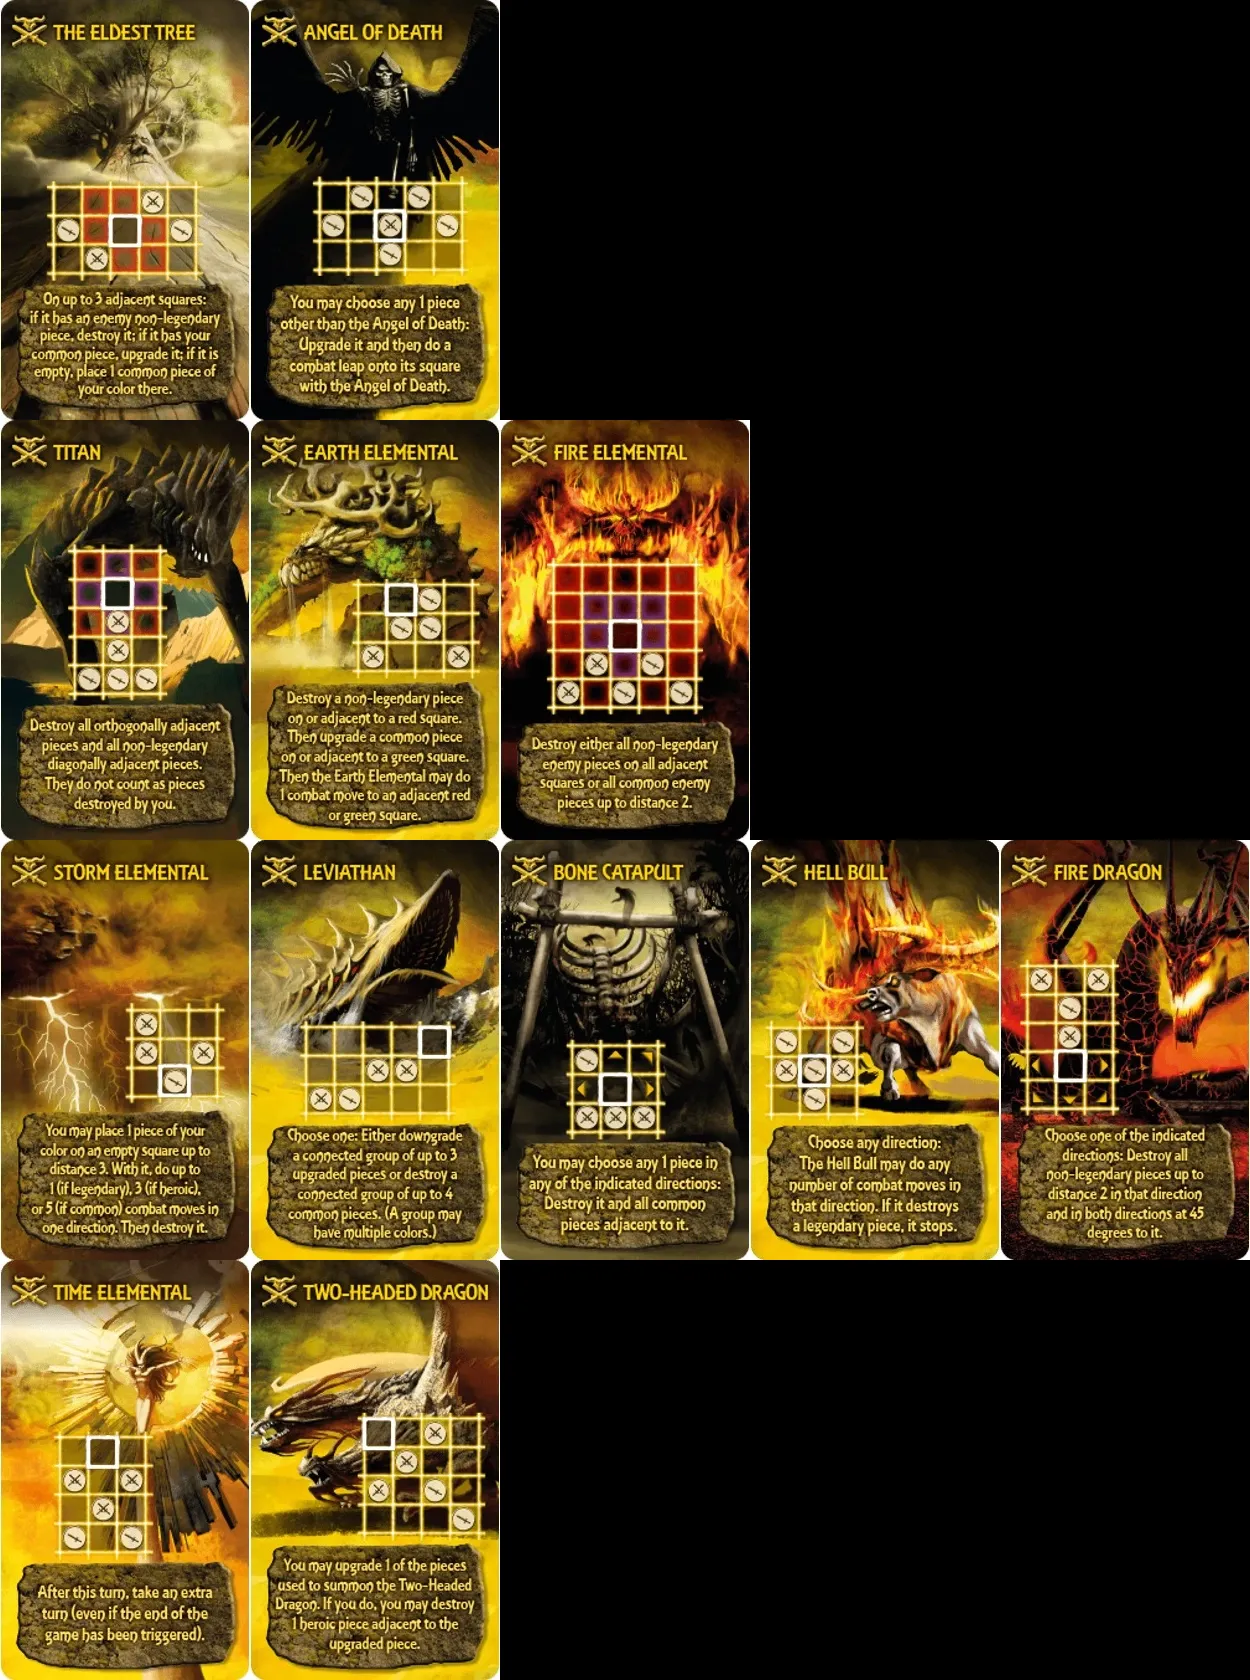 THE ELDEST TREE
On up to 3 adjacent squares:
if it has an enemy non-legendary
piece, destroy it; if it has your
common piece, upgrade it; if it is
empty, place 1 common piece of
your color there.
ANGEL OF DEATH
You may choose any 1 piece
other than the Angel of Death:
Upgrade it and then do a
combat leap onto its square
with the Angel of Death.
TITAN
Destroy all orthogonally adjacent
pieces and all non-legendary
diagonally adjacent pieces.
They do not count as pieces
destroyed by you.
EARTH ELEMENTAL
Destroy a non-legendary piece
on or adjacent to a red square.
Then upgrade a common piece
on or adjacent to a green square.
Then the Earth Elemental may do
1 combat move to an adjacent red
or green square.
FIRE ELEMENTAL
Destroy either all non-legendary
enemy pieces on all adjacent
squares or all common enemy
pieces up to distance 2.
STORM ELEMENTAL
You may place 1 piece of your
color on an empty square up to
distance 3. With it, do up to
1 (if legendary), 3 (if heroic),
or 5 (if common) combat moves in
one direction. Then destroy it.
LEVIATHAN
Choose one: Either downgrade
a connected group of up to 3
upgraded pieces or destroy a
connected group of up to 4
common pieces. (A group may
have multiple colors.)
BONE CATAPULT
You may choose any 1 piece in
any of the indicated directions:
Destroy it and all common
pieces adjacent to it.
HELL BULL
Choose any direction:
The Hell Bull may do any
number of combat moves in
that direction. If it destroys
a legendary piece, it stops.
FIRE DRAGON
Choose one of the indicated
directions: Destroy all
non-legendary pieces up to
distance 2 in that direction
and in both directions at 45
degrees to it.
TIME ELEMENTAL
After this turn, take an extra
turn (even if the end of the
game has been triggered).
TWO-HEADED DRAGON
You may upgrade 1 of the pieces
used to summon the Two-Headed
Dragon. If you do, you may destroy
1 heroic piece adjacent to the
upgraded piece.